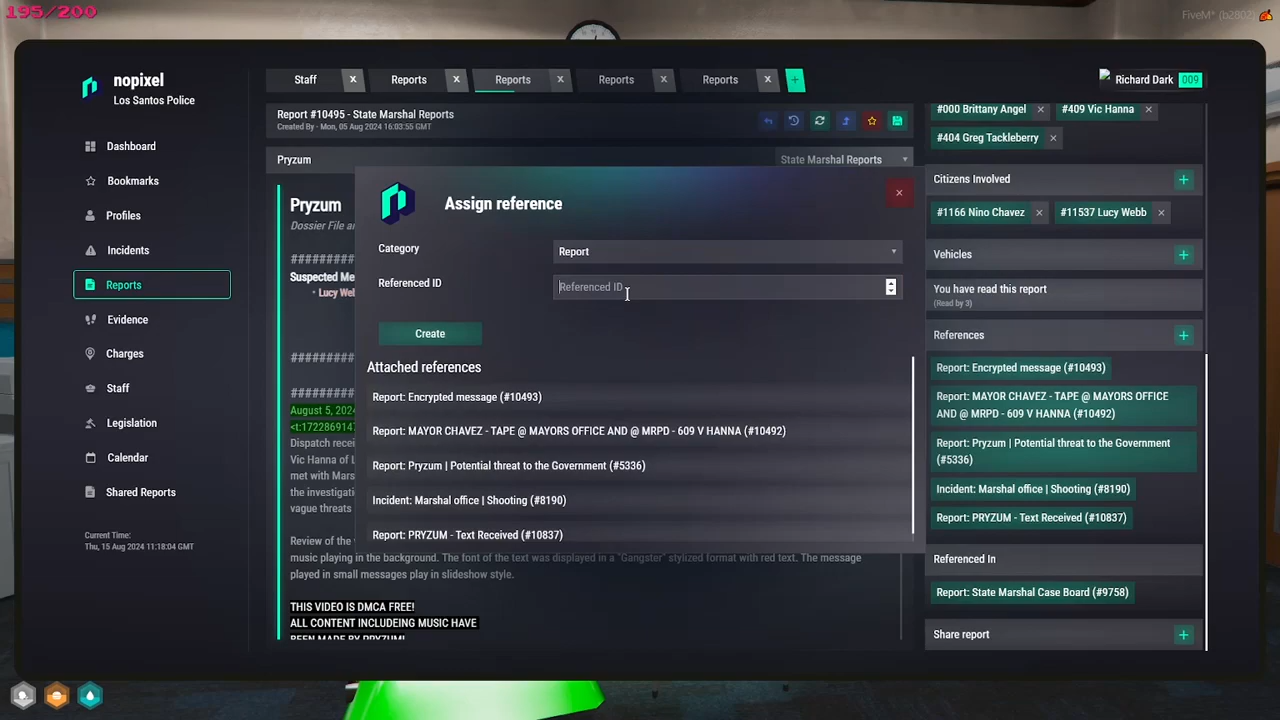 195/200
FiveM* (b2802)
nopixel
Los Santos Police
Staff x
Reports x
Reports x
Reports x
Reports x
+
Richard Dark 009
Dashboard
Bookmarks
Profiles
Incidents
Reports
Evidence
Charges
Staff
Legislation
Calendar
Shared Reports
Current Time:
Thu, 15 Aug 2024 11:18:04 GMT
Report #10495 - State Marshal Reports
Created By - Mon, 05 Aug 2024 16:03:55 GMT
Pryzum
State Marshal Reports
Pryzum
Dossier File
Suspected Me
• Lucy Web
August 5, 2024
<t:172286914
Dispatch recei
Vic Hanna of L
met with Mars
the investigatio
vague threats
Review of the
music playing in the background. The font of the text was displayed in a "Gangster" stylized format with red text. The message
played in small messages play in slideshow style.
THIS VIDEO IS DMCA FREE!
ALL CONTENT INCLUDEING MUSIC HAVE
BEEN MADE BY PRYZUM!
Assign reference
x
Category
Report
Referenced ID
Referenced ID
Create
Attached references
Report: Encrypted message (#10493)
Report: MAYOR CHAVEZ - TAPE @ MAYORS OFFICE AND @ MRPD - 609 V HANNA (#10492)
Report: Pryzum | Potential threat to the Government (#5336)
Incident: Marshal office | Shooting (#8190)
Report: PRYZUM - Text Received (#10837)
#000 Brittany Angel x
#409 Vic Hanna x
#404 Greg Tackleberry x
Citizens Involved +
#1166 Nino Chavez x
#11537 Lucy Webb x
Vehicles +
You have read this report
(Read by 3)
References +
Report: Encrypted message (#10493)
Report: MAYOR CHAVEZ - TAPE @ MAYORS OFFICE
AND @ MRPD - 609 V HANNA (#10492)
Report: Pryzum | Potential threat to the Government
(#5336)
Incident: Marshal office | Shooting (#8190)
Report: PRYZUM - Text Received (#10837)
Referenced In
Report: State Marshal Case Board (#9758)
Share report +